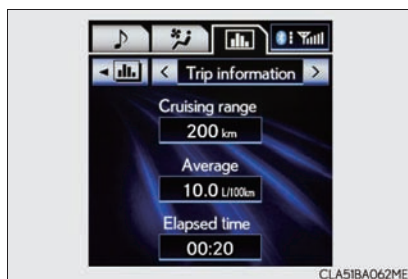 Trip information
Cruising range
200 km
Average
10.0 L/100km
Elapsed time
00:20
CLA51BA062ME